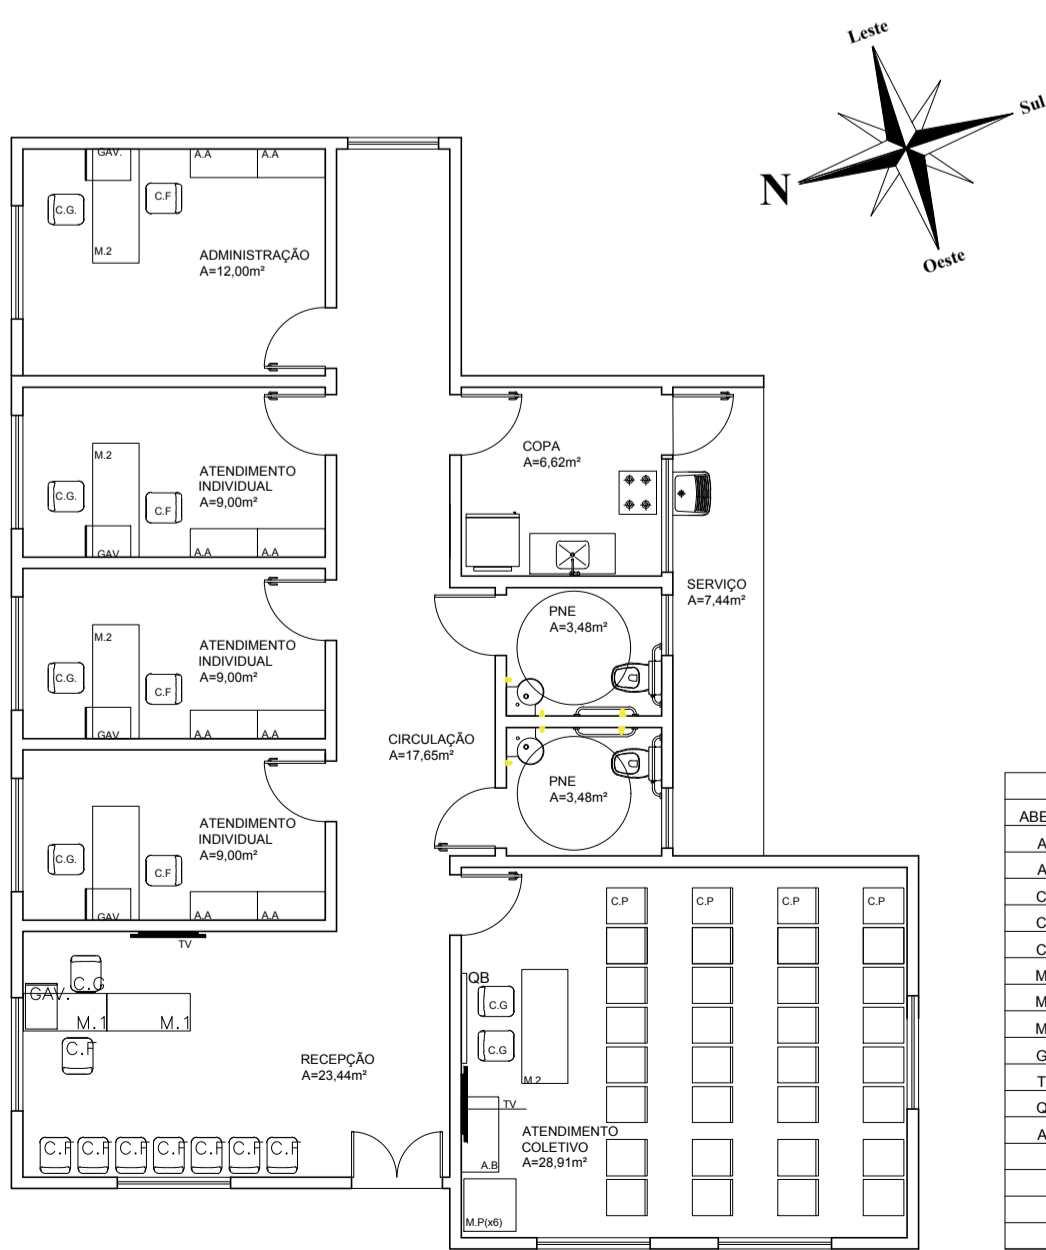 Leste
Sul
N
Oeste
GAV.
A.A
A.A
C.G.
C.F
M.2
ADMINISTRAÇÃO
A=12,00m²
M.2
C.G.
C.F
ATENDIMENTO
INDIVIDUAL
A=9,00m²
GAV.
A.A
A.A
COPA
A=6,62m²
SERVIÇO
A=7,44m²
M.2
C.G.
C.F
ATENDIMENTO
INDIVIDUAL
A=9,00m²
GAV.
A.A
A.A
PNE
A=3,48m²
CIRCULAÇÃO
A=17,65m²
PNE
A=3,48m²
C.G.
C.F
ATENDIMENTO
INDIVIDUAL
A=9,00m²
GAV.
A.A
A.A
TV
C.G
GAV.
M.1
M.1
C.F
RECEPÇÃO
A=23,44m²
C.F
C.F
C.F
C.F
C.F
C.F
C.F
C.P
C.P
C.P
C.P
QB
C.G
C.G
M.2
TV
ATENDIMENTO
COLETIVO
A=28,91m²
A.B
M.P(x6)